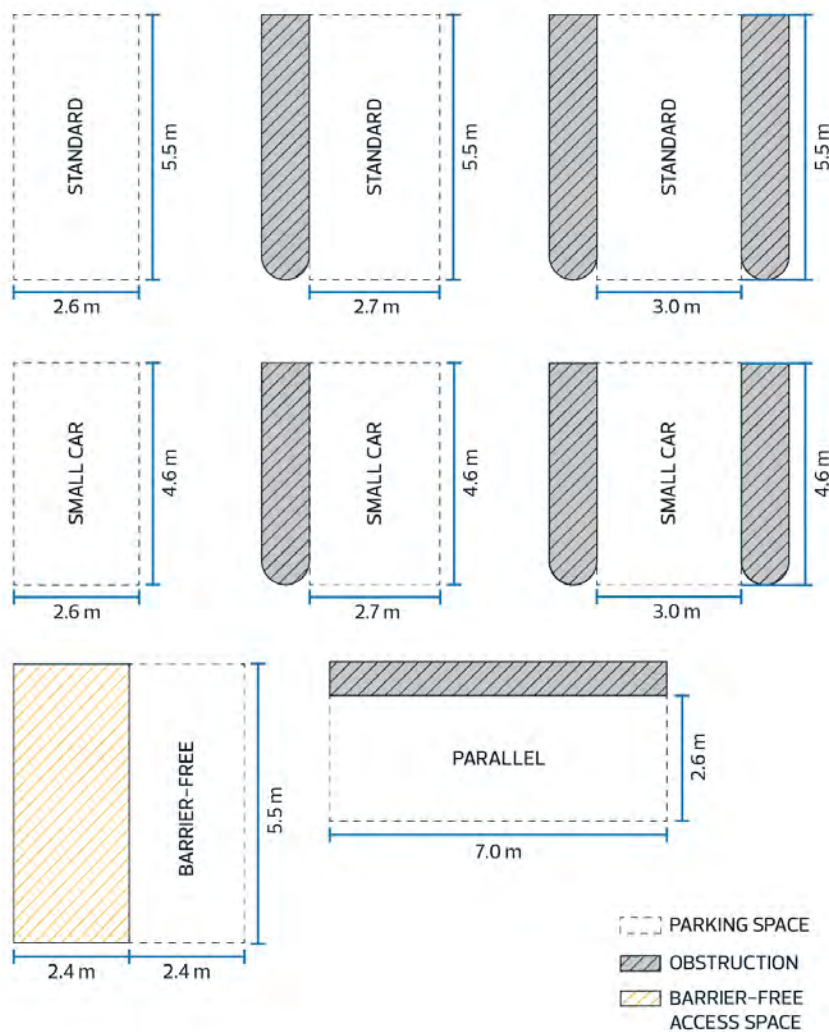 STANDARD
5.5 m
2.6 m
STANDARD
5.5 m
2.7 m
STANDARD
5.5 m
3.0 m
SMALL CAR
4.6 m
2.6 m
SMALL CAR
4.6 m
2.7 m
SMALL CAR
4.6 m
3.0 m
BARRIER-FREE
5.5 m
2.4 m
2.4 m
PARALLEL
2.6 m
7.0 m
PARKING SPACE
OBSTRUCTION
BARRIER-FREE
ACCESS SPACE